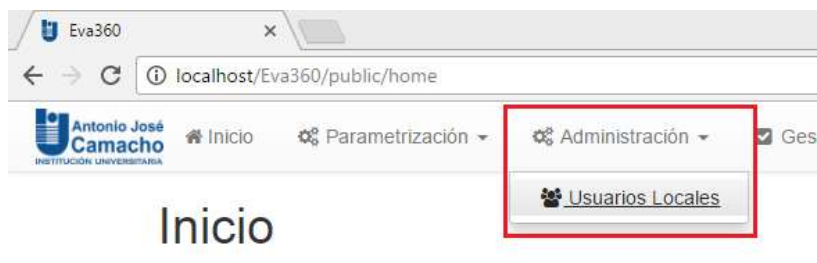 Eva360
localhost/Eva360/public/home
Antonio José
Camacho
INSTITUCIÓN UNIVERSITARIA
Inicio
Parametrización
Administración
Ges
Usuarios Locales
Inicio